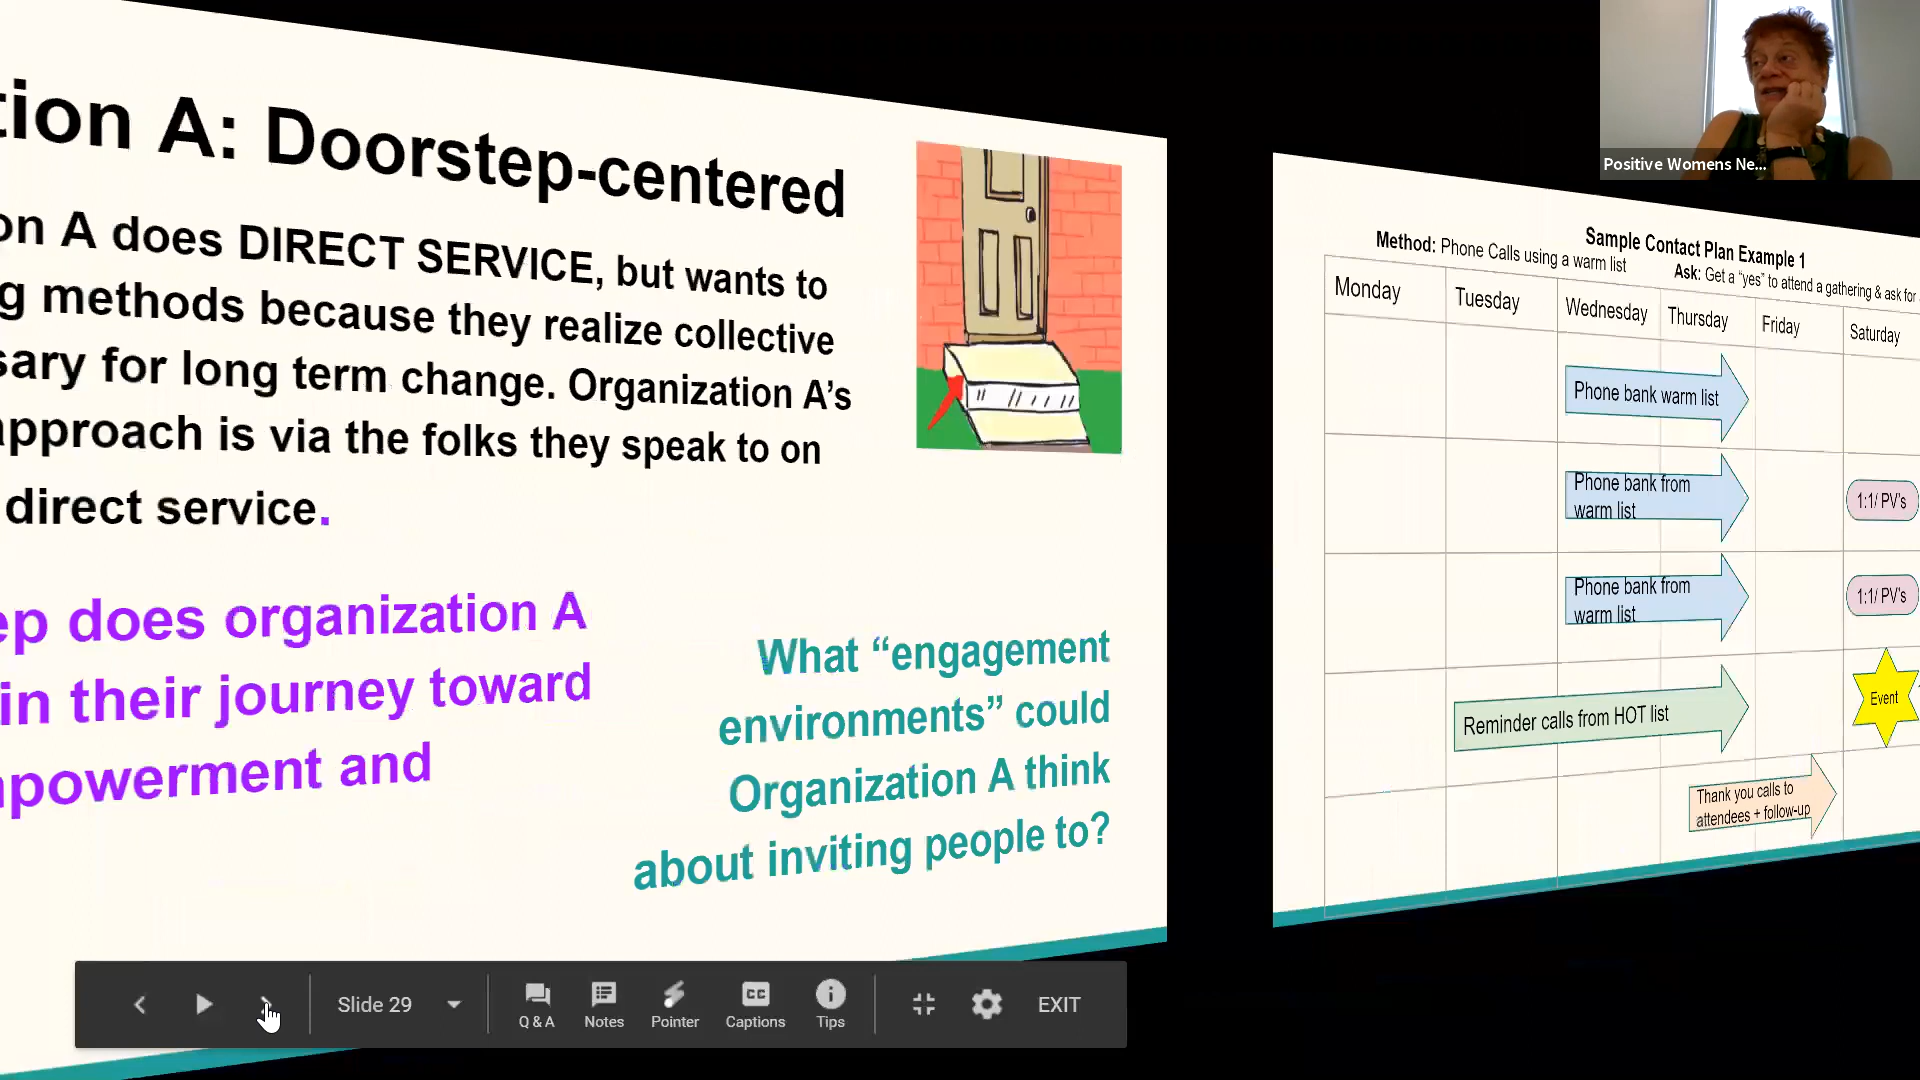 tion A: Doorstep-centered
on A does DIRECT SERVICE, but wants to
g methods because they realize collective
sary for long term change. Organization A's
approach is via the folks they speak to on
direct service.
ep does organization A
in their journey toward
powerment and
What “engagement
environments” could
Organization A think
about inviting people to?
Positive Womens Ne...
Sample Contact Plan Example 1
Method: Phone Calls using a warm list
Ask: Get a “yes” to attend a gathering & ask for
Monday
Tuesday
Wednesday
Thursday
Friday
Saturday
Phone bank warm list
Phone bank from
warm list
1:1/ PV's
Phone bank from
warm list
1:1/ PV's
Reminder calls from HOT list
Event
Thank you calls to
attendees + follow-up
Slide 29
Q & A
Notes
Pointer
CC
Captions
Tips
EXIT